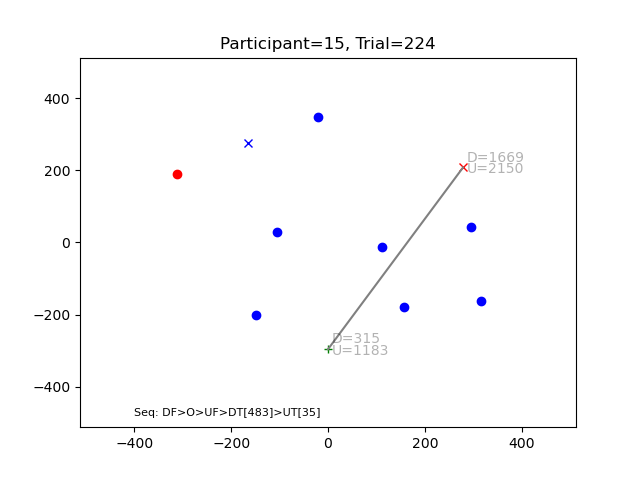 Participant=15, Trial=224
400
200
0
−200
−400
D=1669
U=2150
D=315
U=1183
Seq: DF>O>UF>DT[483]>UT[35]
−400 −200 0 200 400